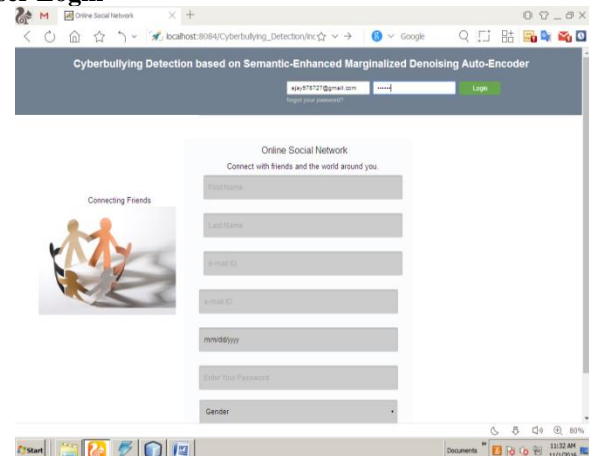 er Login
Online Social Network
localhost:8084/Cyberbullying_Detection/inc
Google
Cyberbullying Detection based on Semantic-Enhanced Marginalized Denoising Auto-Encoder
Login
forgot your password?
Online Social Network
Connect with friends and the world around you.
First Name
Connecting Friends
Last Name
e-mail ID
e-mail ID
mm/dd/yyyy
Enter Your Password
Gender
80%
Start
Documents
11:32 AM